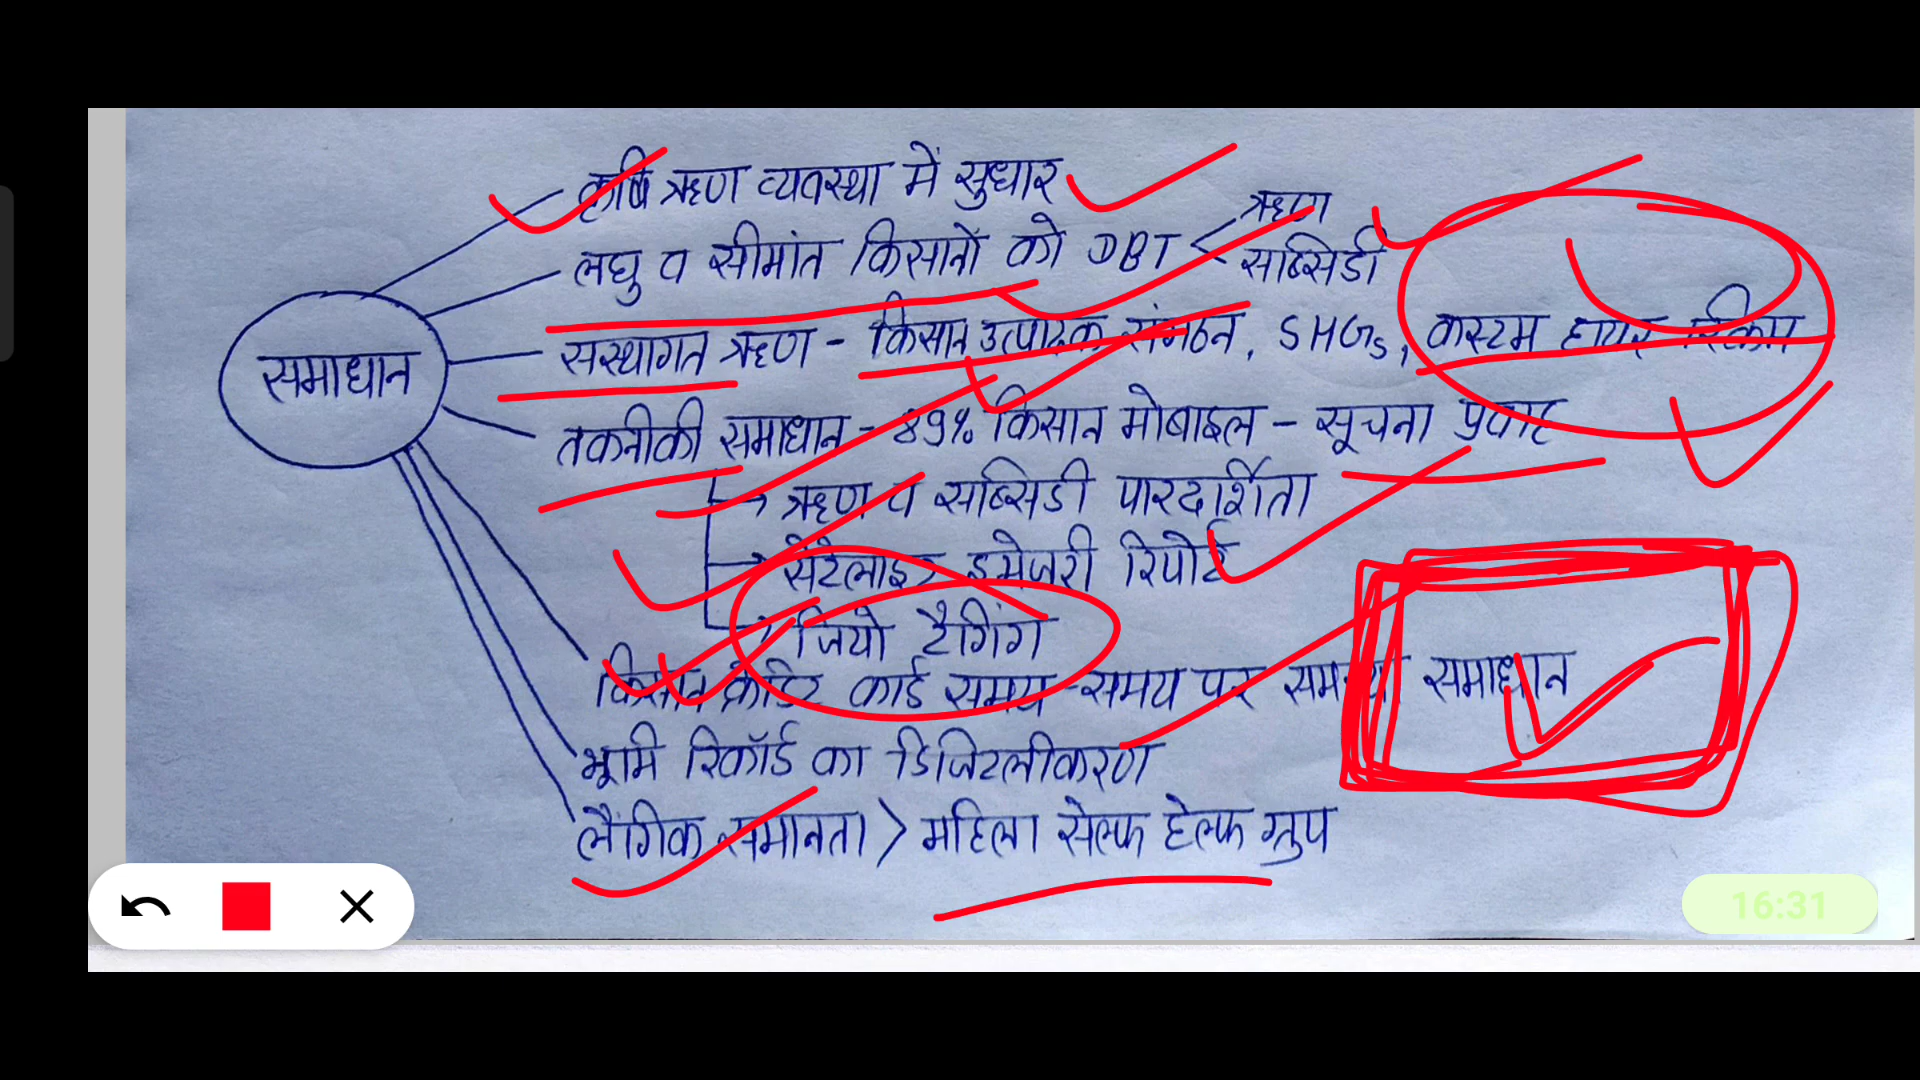 कृषि ऋण व्यवस्था में सुधार
लघु व सीमांत किसानों को DBT < ऋण
सब्सिडी
संस्थागत ऋण - किसान उत्पादक संगठन, SHGs, कस्टम हायर स्किम
समाधान
तकनीकी समाधान - 89% किसान मोबाइल - सूचना प्रवाह
→ ऋण व सब्सिडी पारदर्शिता
→ सेटेलाइट इमेजरी रिपोर्ट
→ जियो टैगिंग
किसान क्रेडिट कार्ड समय-समय पर समस्या समाधान
भूमि रिकॉर्ड का डिजिटलीकरण
लैंगिक समानता > महिला सेल्फ हेल्फ ग्रुप
16:31